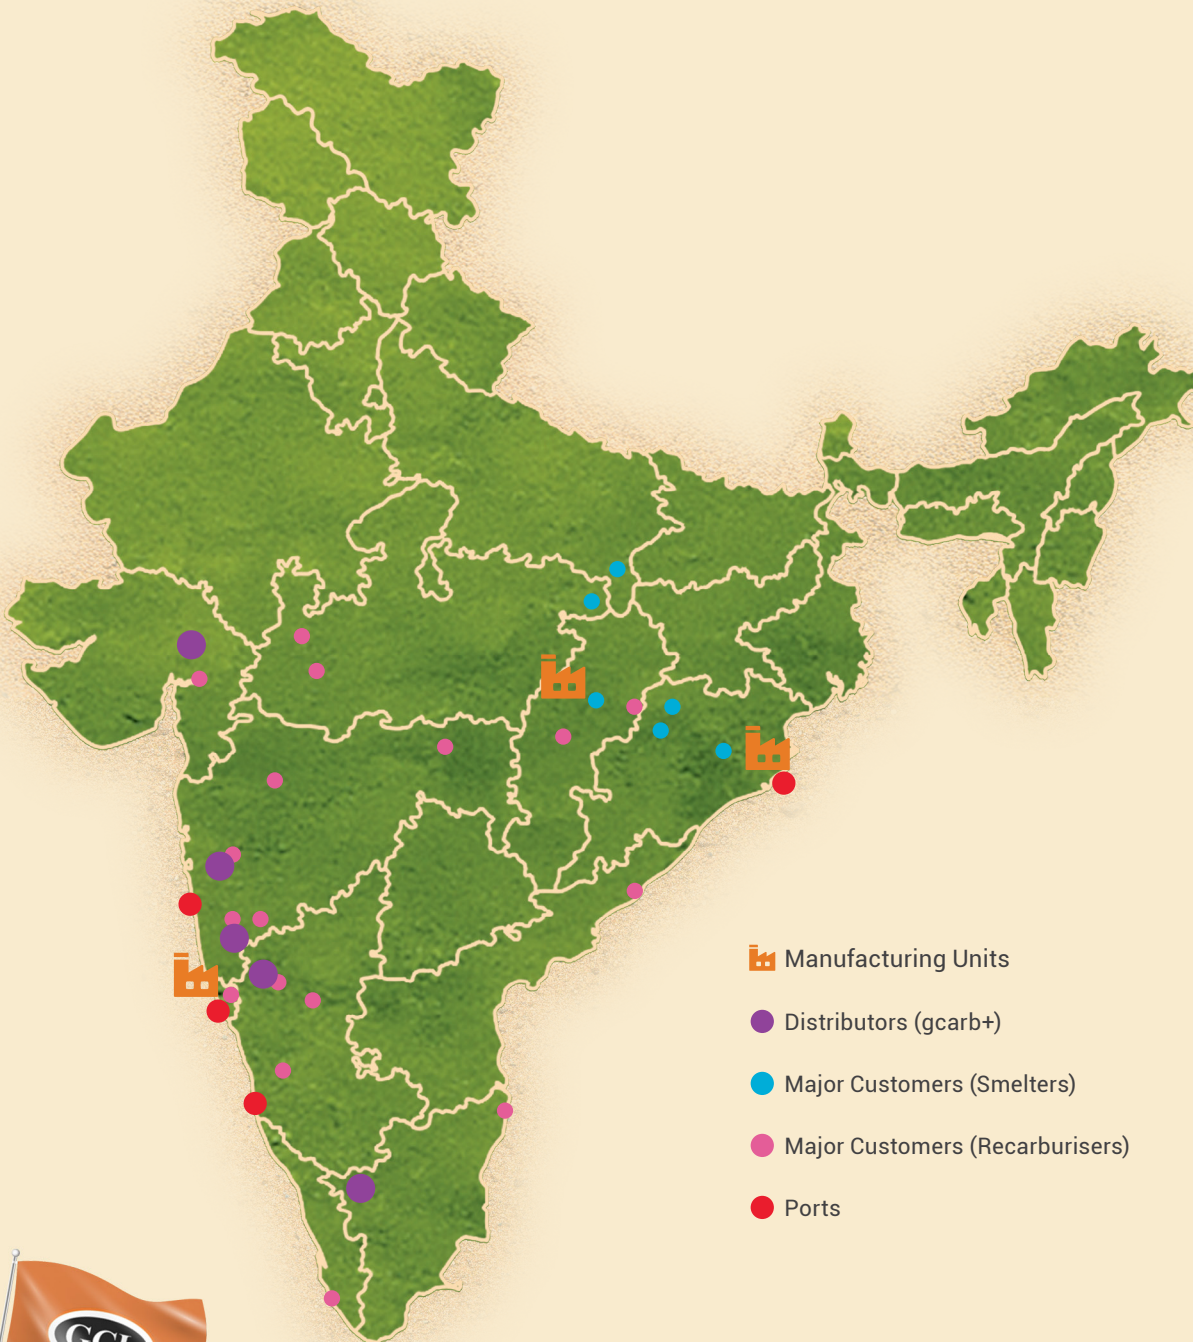 Manufacturing Units
Distributors (gcarb+)
Major Customers (Smelters)
Major Customers (Recarburisers)
Ports